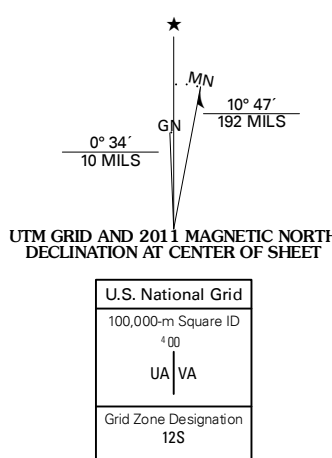 ★
MN
10° 47´
192 MILS
GN
0° 34´
10 MILS
UTM GRID AND 2011 MAGNETIC NORTH
DECLINATION AT CENTER OF SHEET
U.S. National Grid
100,000-m Square ID
⁴00
UA VA
Grid Zone Designation
12S